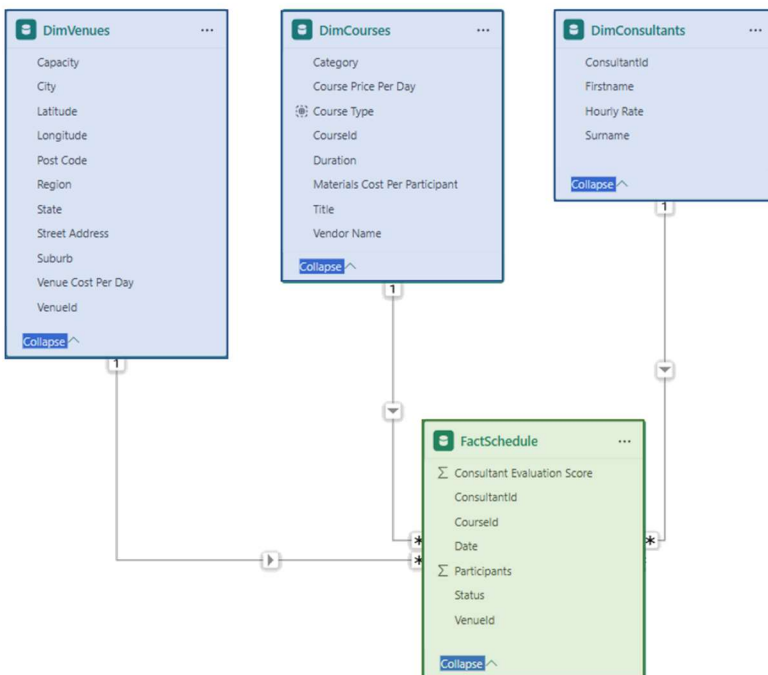 DimVenues ...
Capacity
City
Latitude
Longitude
Post Code
Region
State
Street Address
Suburb
Venue Cost Per Day
VenueId
Collapse
1
DimCourses ...
Category
Course Price Per Day
Course Type
CourseId
Duration
Materials Cost Per Participant
Title
Vendor Name
Collapse
1
DimConsultants ...
ConsultantId
Firstname
Hourly Rate
Surname
Collapse
1
FactSchedule ...
Σ Consultant Evaluation Score
ConsultantId
CourseId
Date
Σ Participants
Status
VenueId
Collapse
*
*
*